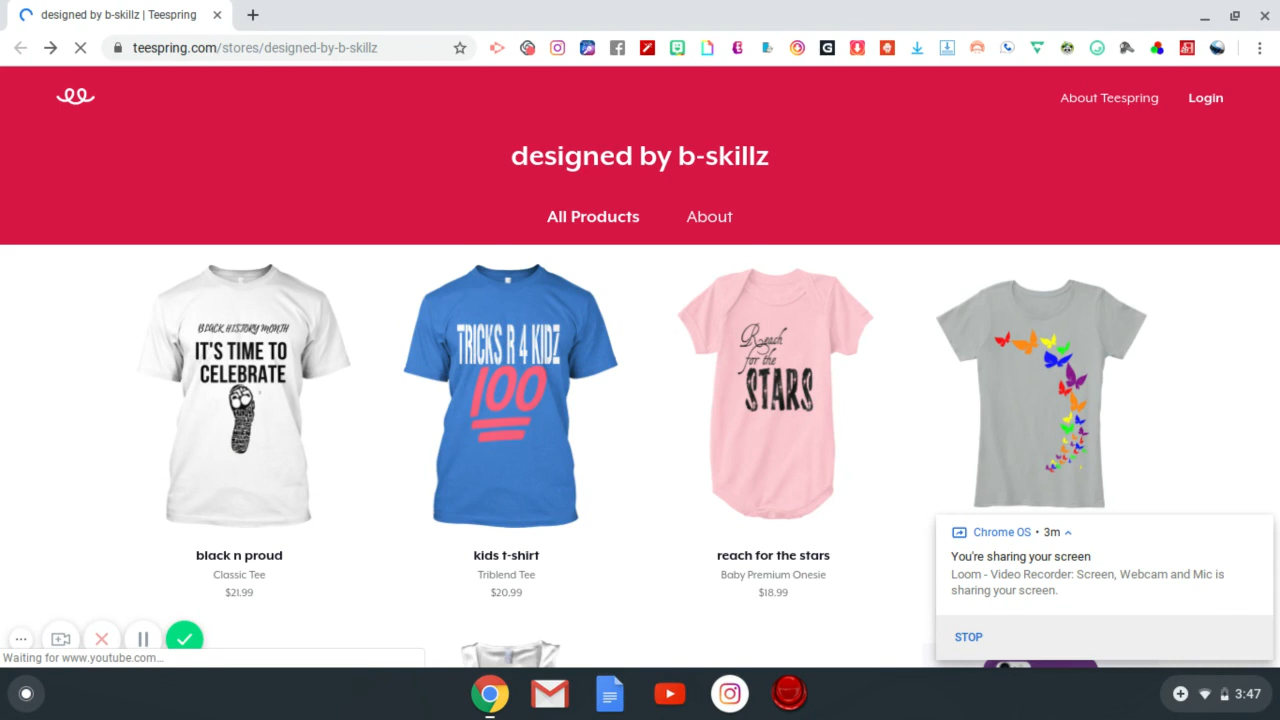 designed by b-skillz | Teespring
teespring.com/stores/designed-by-b-skillz
About Teespring
Login
designed by b-skillz
All Products
About
BLACK HISTORY MONTH
IT'S TIME TO
CELEBRATE
TRICKS R 4 KIDZ
100
Reach
for the
STARS
black n proud
Classic Tee
$21.99
kids t-shirt
Triblend Tee
$20.99
reach for the stars
Baby Premium Onesie
$18.99
Chrome OS • 3m
You're sharing your screen
Loom - Video Recorder: Screen, Webcam and Mic is
sharing your screen.
STOP
Waiting for www.youtube.com...
3:47